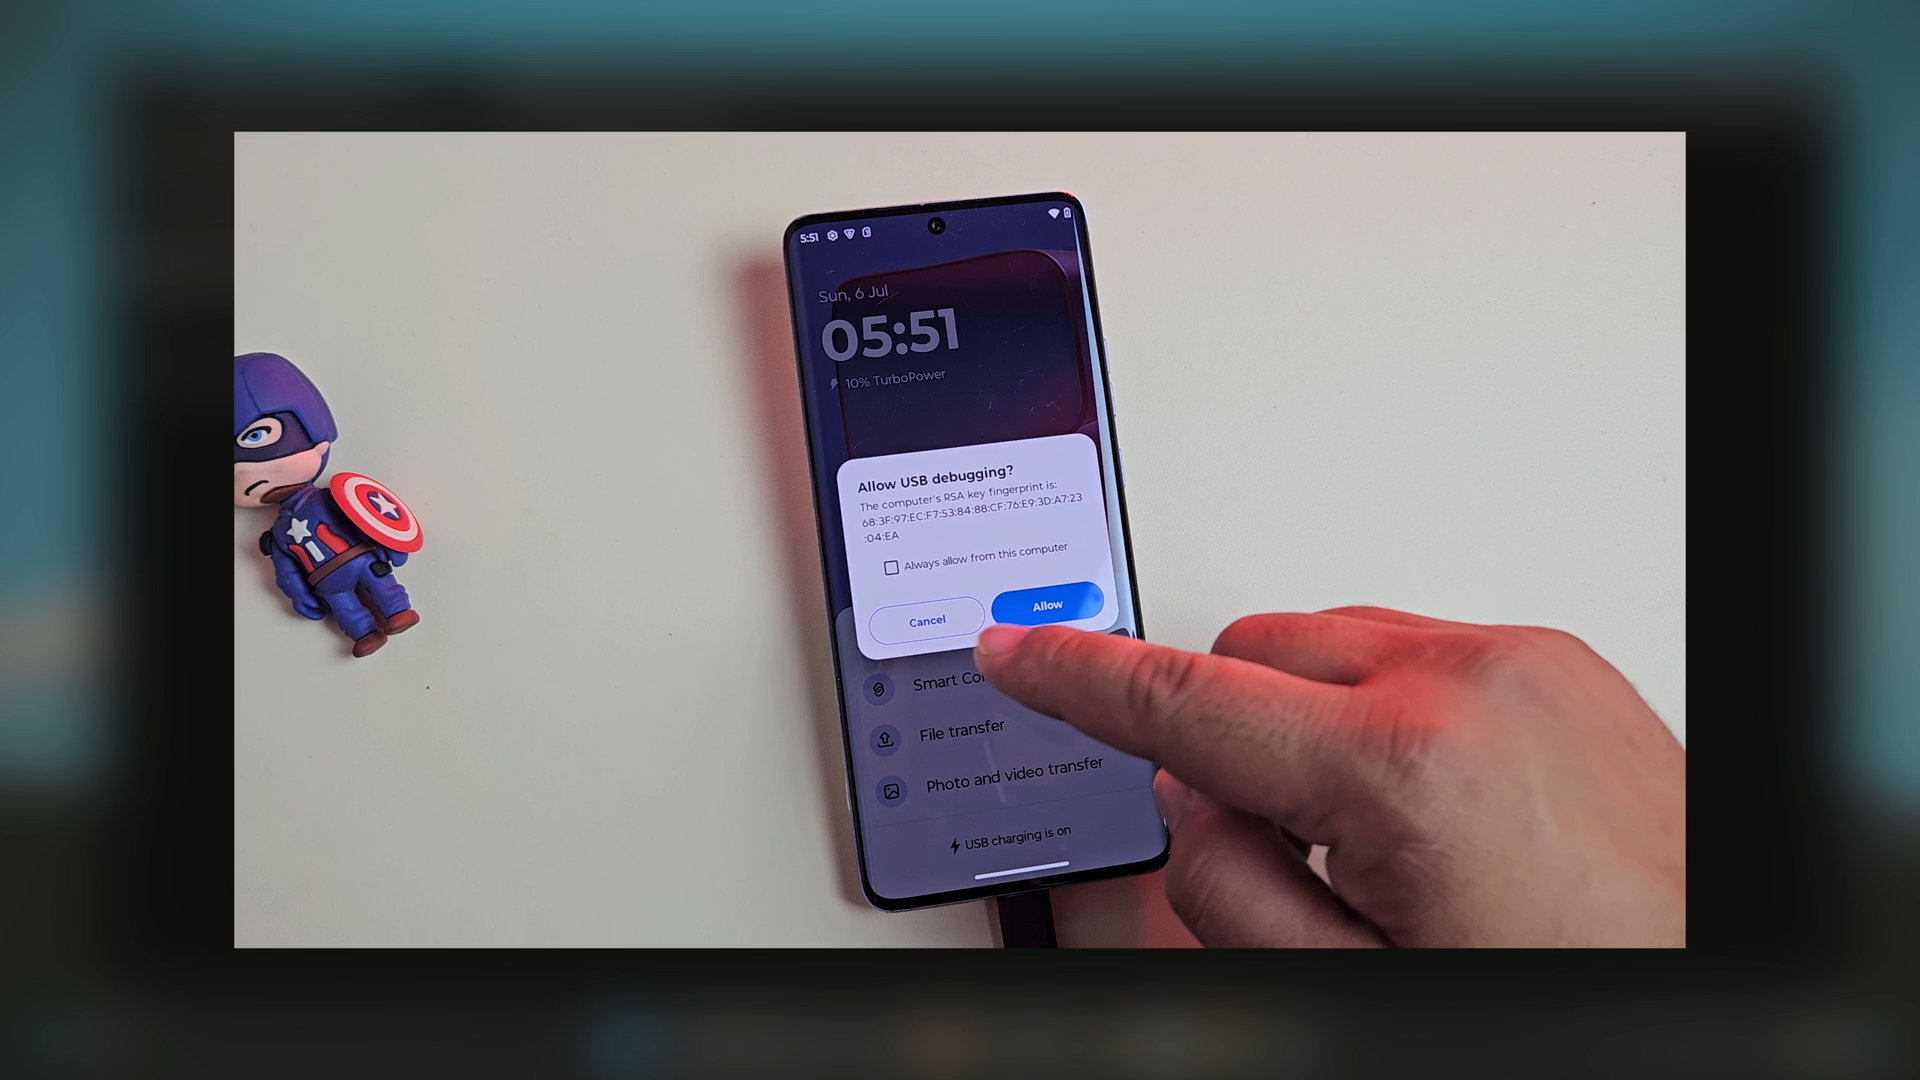 5:51
Sun, 6 Jul
05:51
10% TurboPower
Allow USB debugging?
The computer's RSA key fingerprint is:
68:3F:97:EC:F7:53:84:88:CF:76:E9:3D:A7:23
:04:EA
Always allow from this computer
Cancel
Allow
Smart
File transfer
Photo and video transfer
USB charging is on